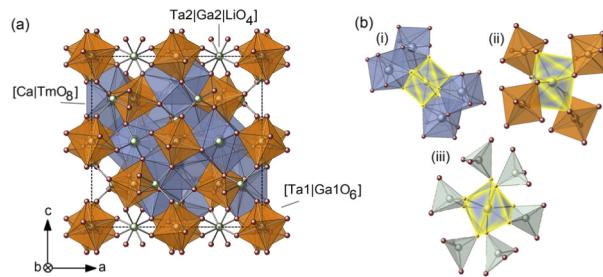 (a)
Ta2|Ga2|LiO₄]
[Ca|TmO₈]
[Ta1|Ga1O₆]
c
b
a
(b)
(i)
(ii)
(iii)